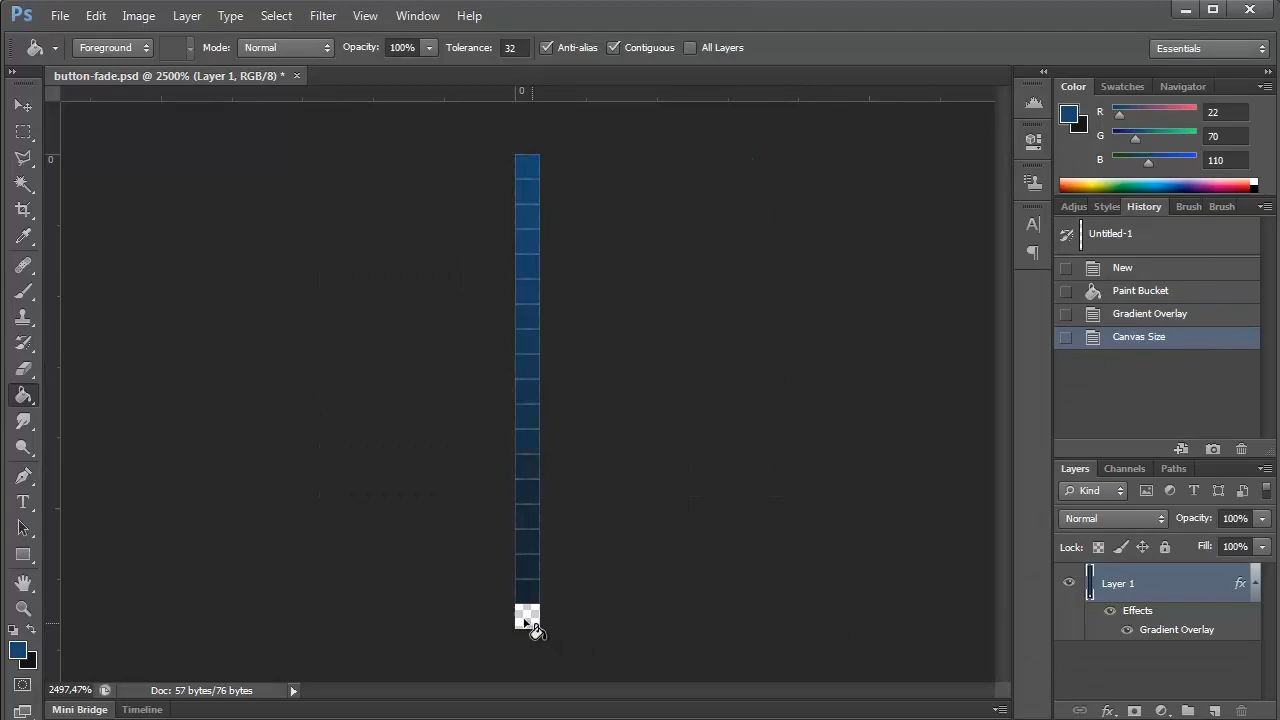 Ps File Edit Image Layer Type Select Filter View Window Help
Foreground Mode: Normal Opacity: 100% Tolerance: 32 Anti-alias Contiguous All Layers Essentials
button-fade.psd @ 2500% (Layer 1, RGB/8) *
0
0
Color Swatches Navigator
R 22
G 70
B 110
Adjus Styles History Brush Brush
Untitled-1
New
Paint Bucket
Gradient Overlay
Canvas Size
Layers Channels Paths
Kind
Normal Opacity: 100%
Lock: Fill: 100%
Layer 1 fx
Effects
Gradient Overlay
2497,47% Doc: 57 bytes/76 bytes
Mini Bridge Timeline
fx